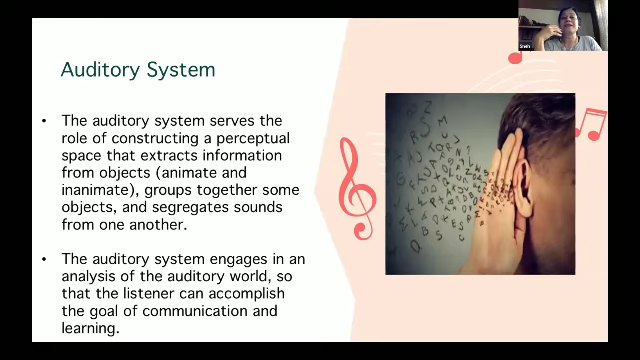 Auditory System
• The auditory system serves the
role of constructing a perceptual
space that extracts information
from objects (animate and
inanimate), groups together some
objects, and segregates sounds
from one another.
• The auditory system engages in an
analysis of the auditory world, so
that the listener can accomplish
the goal of communication and
learning.